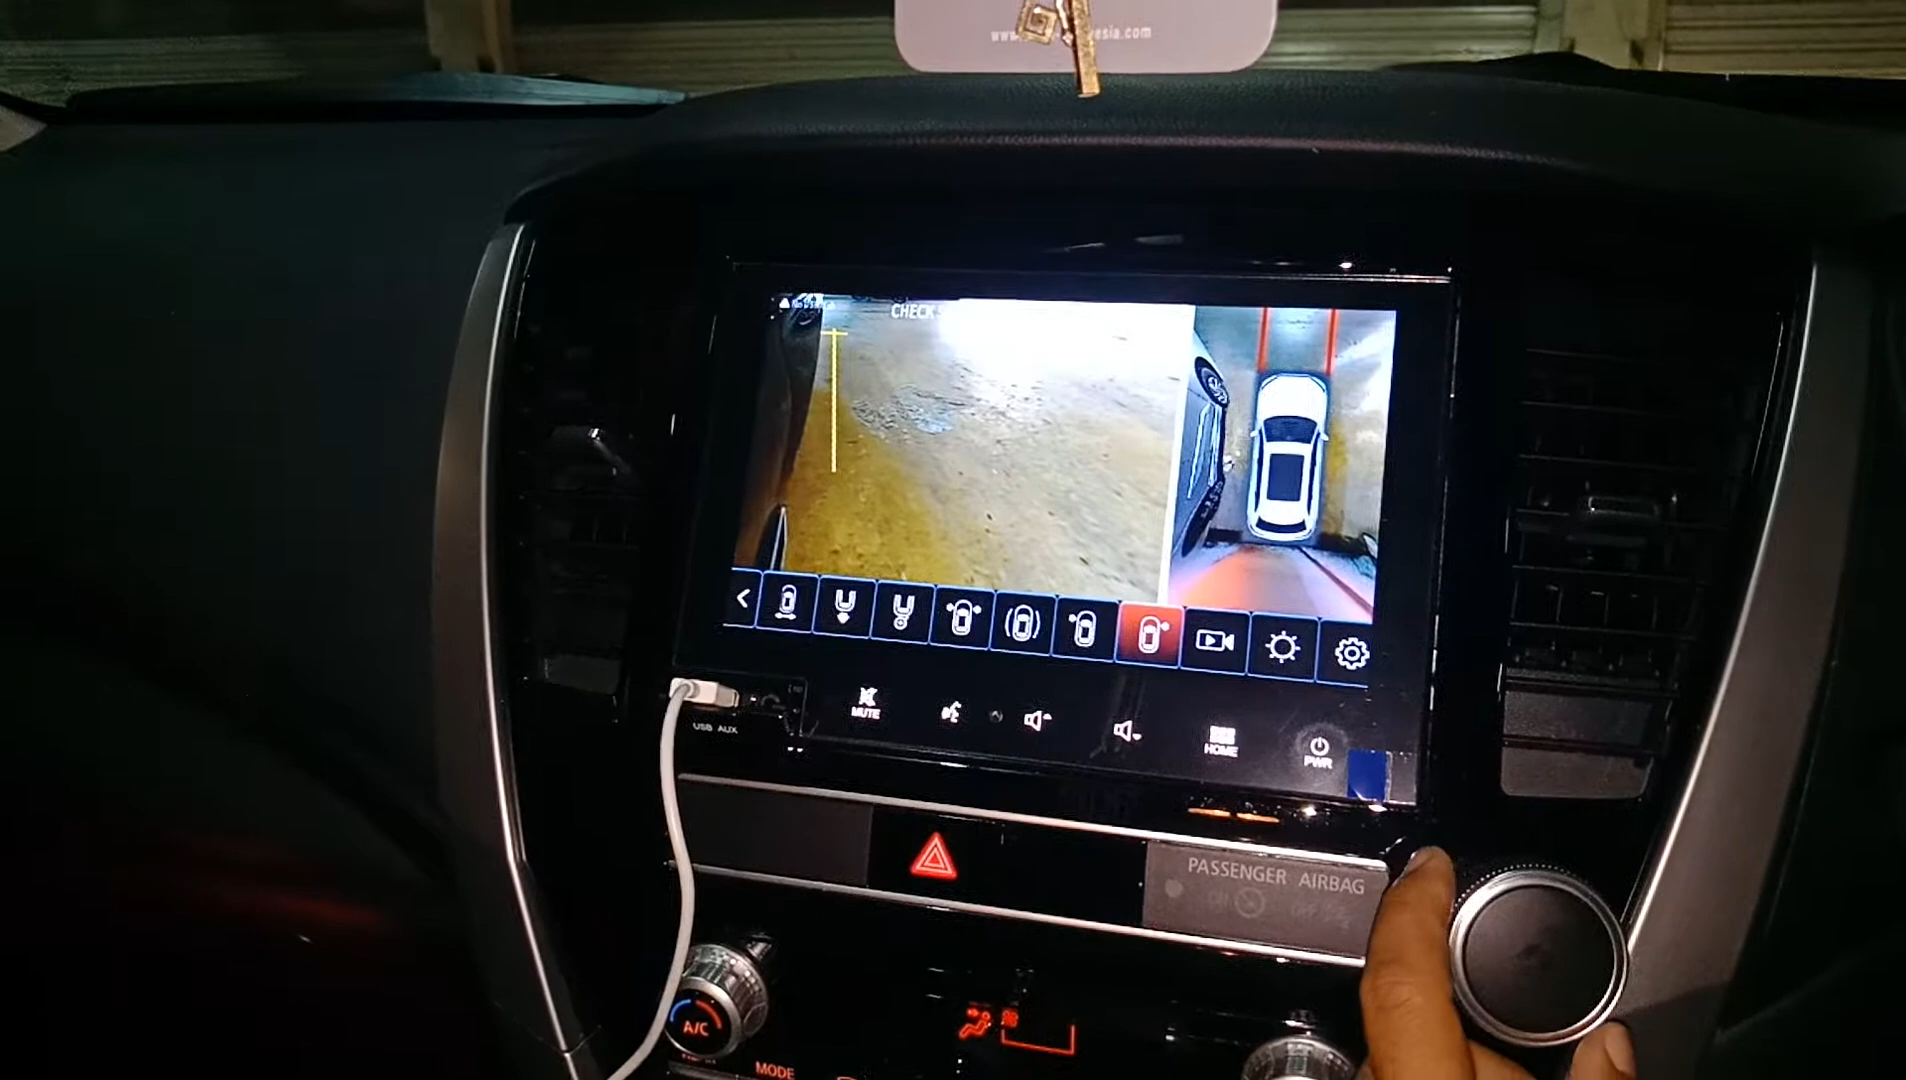 CHECK
USB AUX
MUTE
HOME
PWR
PASSENGER AIRBAG
A/C
MODE